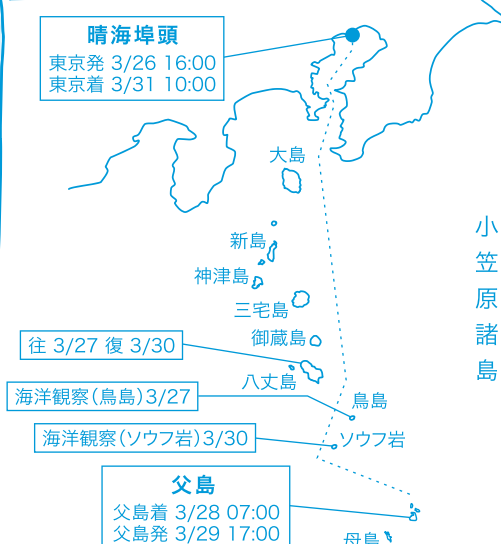 晴海埠頭
東京発 3/26 16:00
東京着 3/31 10:00
大島
新島
神津島
三宅島
御蔵島
往 3/27 復 3/30
八丈島
海洋観察(鳥島)3/27
鳥島
海洋観察(ソウフ岩)3/30
ソウフ岩
父島
父島着 3/28 07:00
父島発 3/29 17:00
母島
小笠原諸島